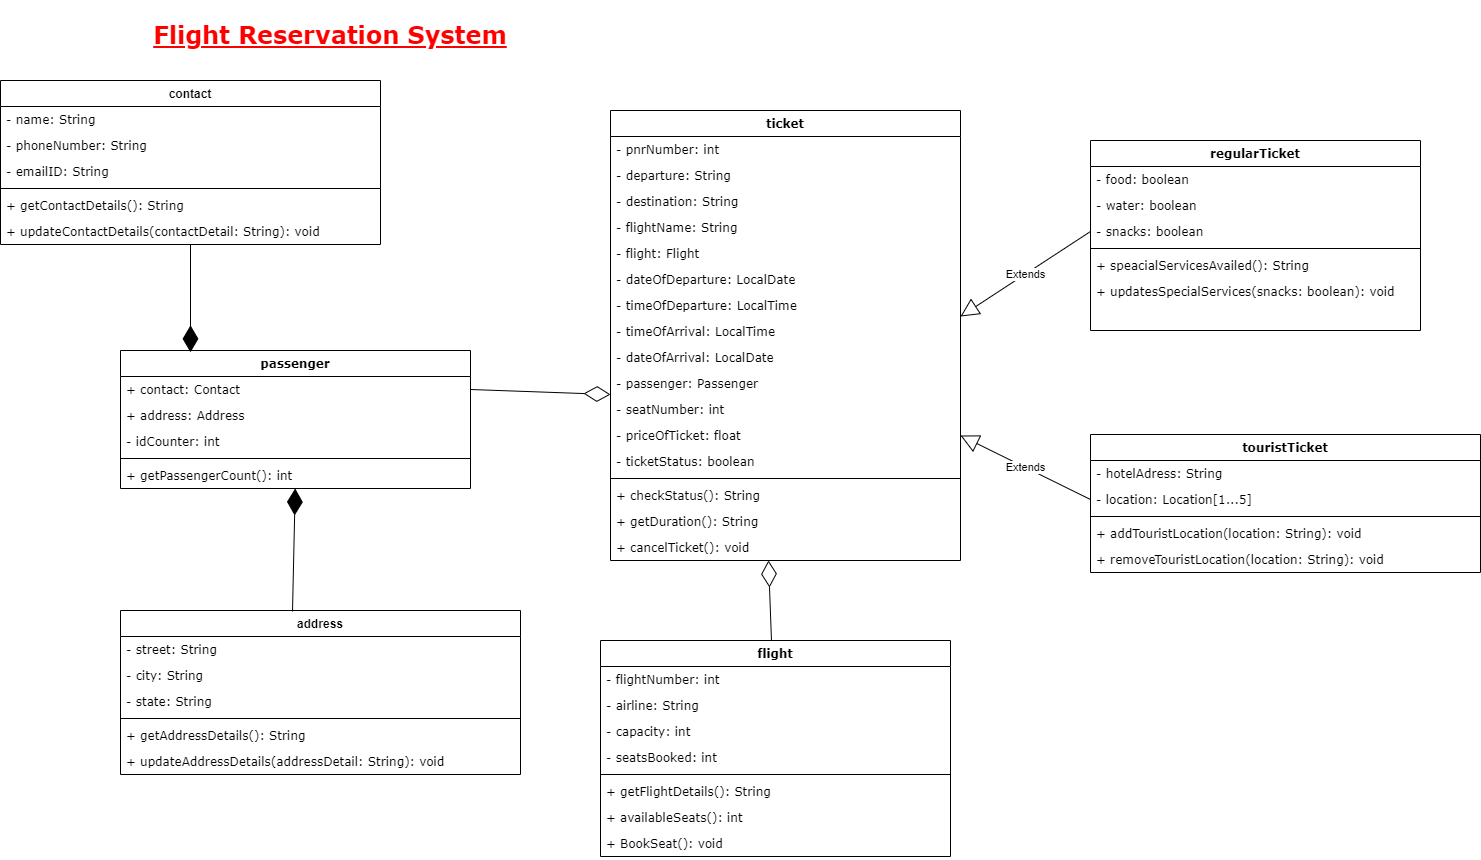 Flight Reservation System
contact
- name: String
- phoneNumber: String
- emailID: String
+ getContactDetails(): String
+ updateContactDetails(contactDetail: String): void
passenger
+ contact: Contact
+ address: Address
- idCounter: int
+ getPassengerCount(): int
address
- street: String
- city: String
- state: String
+ getAddressDetails(): String
+ updateAddressDetails(addressDetail: String): void
ticket
- pnrNumber: int
- departure: String
- destination: String
- flightName: String
- flight: Flight
- dateOfDeparture: LocalDate
- timeOfDeparture: LocalTime
- timeOfArrival: LocalTime
- dateOfArrival: LocalDate
- passenger: Passenger
- seatNumber: int
- priceOfTicket: float
- ticketStatus: boolean
+ checkStatus(): String
+ getDuration(): String
+ cancelTicket(): void
flight
- flightNumber: int
- airline: String
- capacity: int
- seatsBooked: int
+ getFlightDetails(): String
+ availableSeats(): int
+ BookSeat(): void
Extends
regularTicket
- food: boolean
- water: boolean
- snacks: boolean
+ speacialServicesAvailed(): String
+ updatesSpecialServices(snacks: boolean): void
Extends
touristTicket
- hotelAdress: String
- location: Location[1...5]
+ addTouristLocation(location: String): void
+ removeTouristLocation(location: String): void